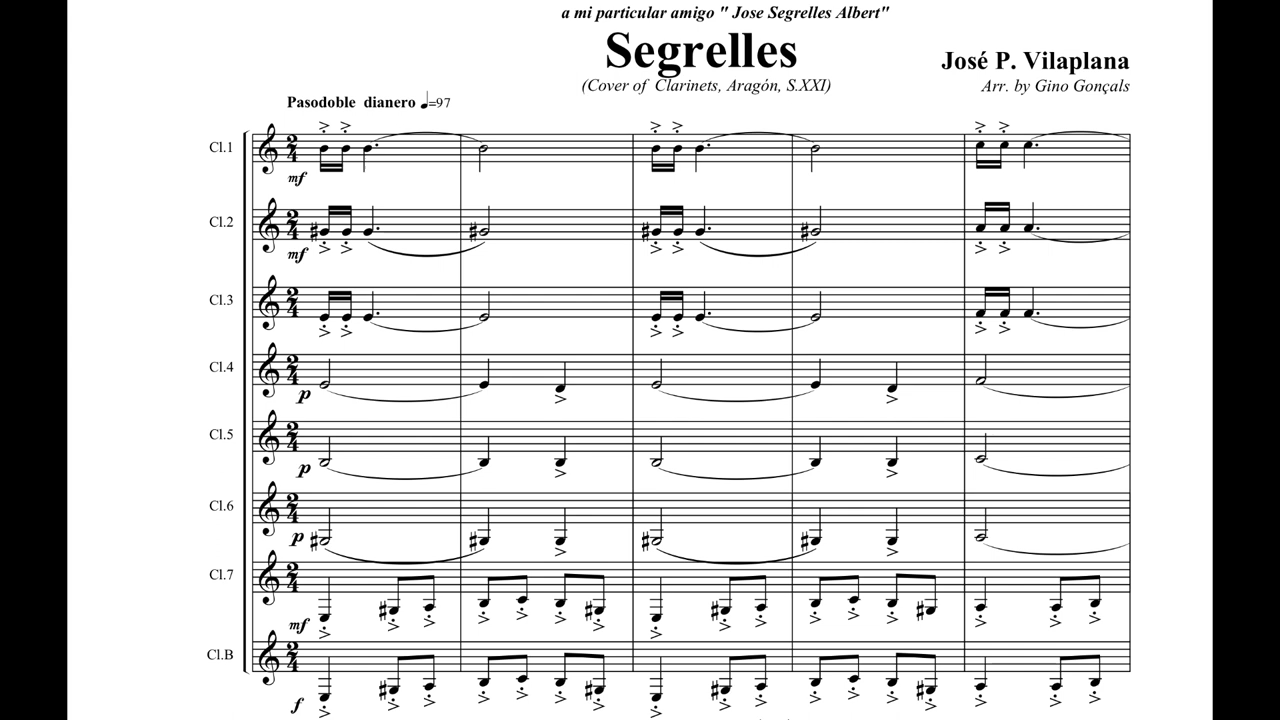 a mi particular amigo " Jose Segrelles Albert"
Segrelles
José P. Vilaplana
(Cover of Clarinets, Aragón, S.XXI)
Arr. by Gino Gonçals
Pasodoble dianero ♩=97
Cl.1
mf
Cl.2
mf
Cl.3
Cl.4
p
Cl.5
p
Cl.6
p
Cl.7
mf
Cl.B
f